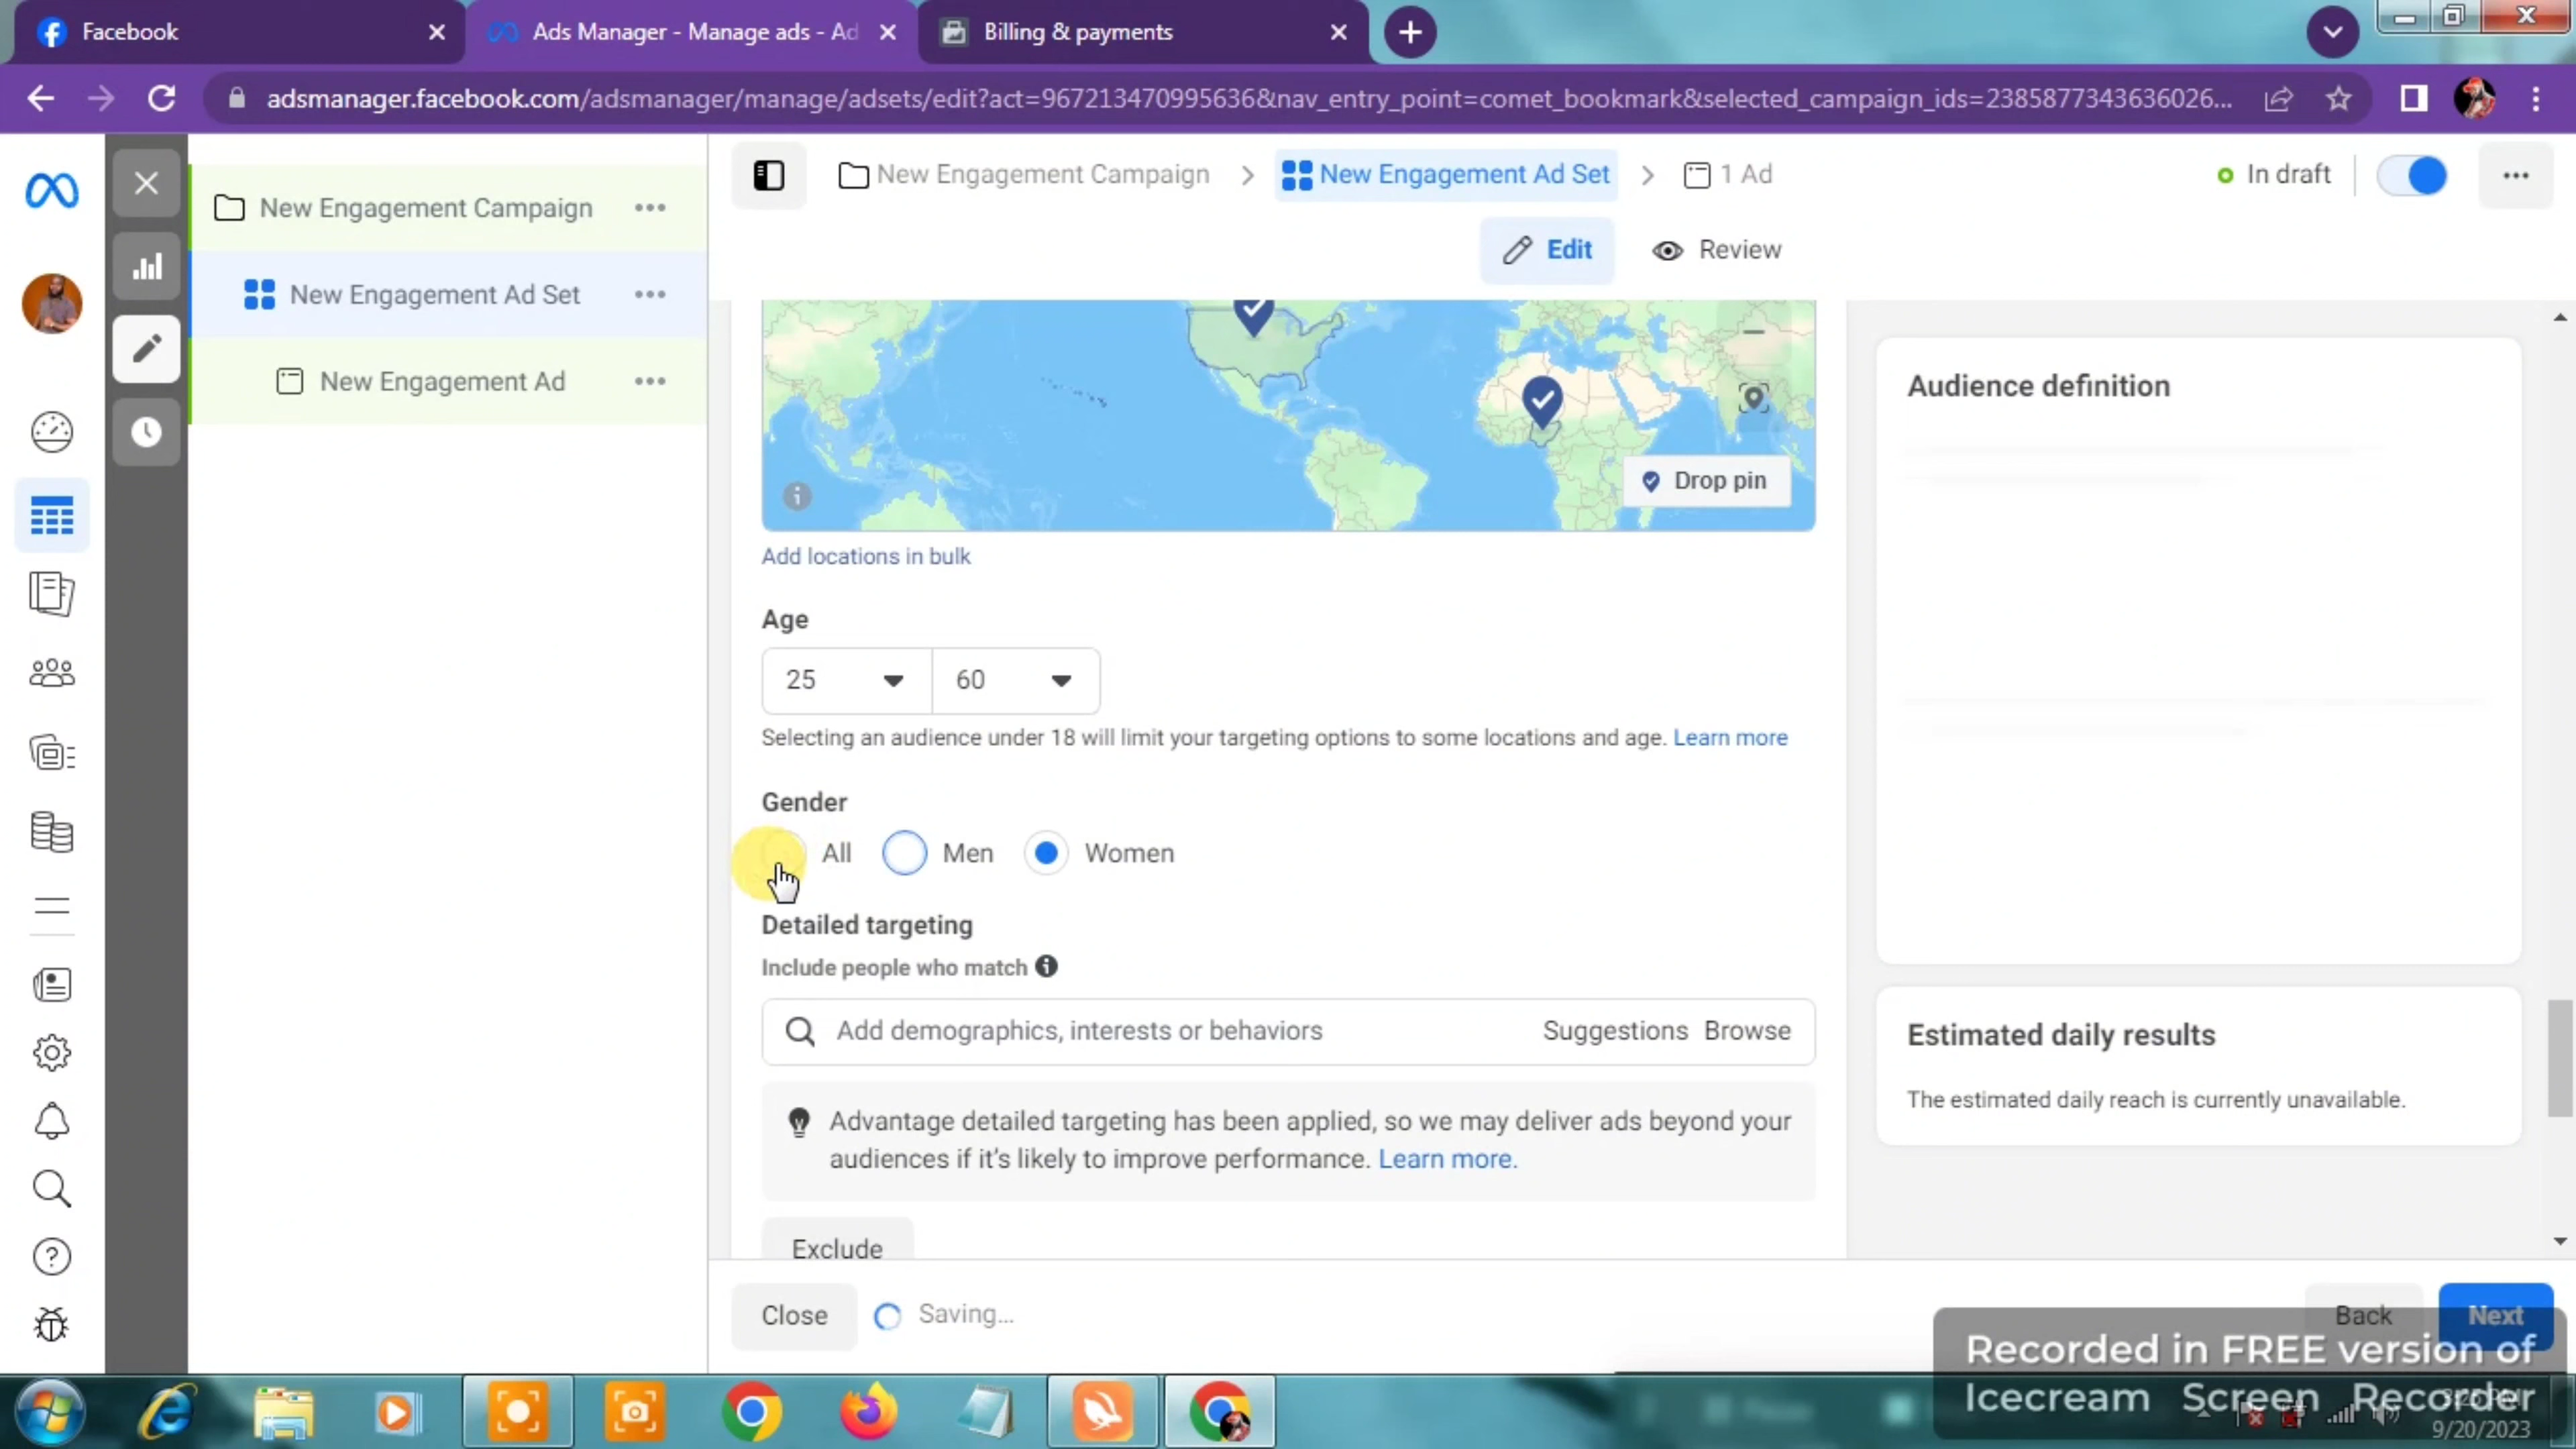 Facebook
Ads Manager - Manage ads - Ad
Billing & payments
adsmanager.facebook.com/adsmanager/manage/adsets/edit?act=967213470995636&nav_entry_point=comet_bookmark&selected_campaign_ids=2385877343636026...
New Engagement Campaign
New Engagement Ad Set
New Engagement Ad
New Engagement Campaign
New Engagement Ad Set
1 Ad
In draft
Edit
Review
Drop pin
Add locations in bulk
Age
25
60
Selecting an audience under 18 will limit your targeting options to some locations and age. Learn more
Gender
All
Men
Women
Detailed targeting
Include people who match
Add demographics, interests or behaviors
Suggestions
Browse
Advantage detailed targeting has been applied, so we may deliver ads beyond your
audiences if it's likely to improve performance. Learn more.
Exclude
Audience definition
Estimated daily results
The estimated daily reach is currently unavailable.
Close
Saving...
Back
Next
Recorded in FREE version of
Icecream Screen Recorder
9/20/2023